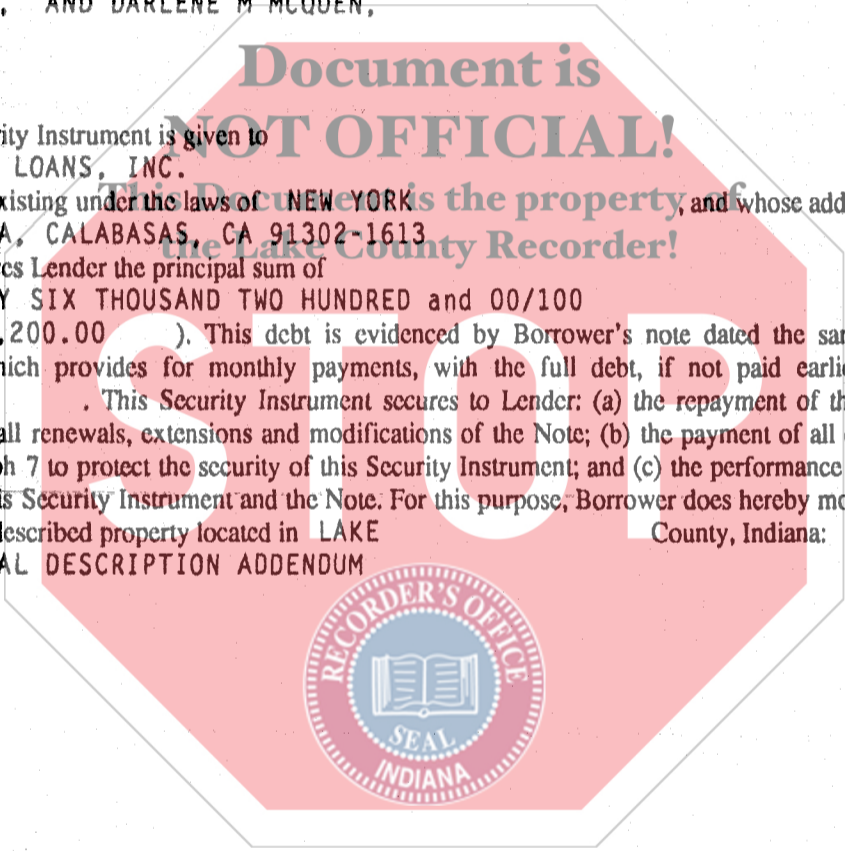 , AND DARLENE M MCQUEN,
Document is
NOT OFFICIAL!
This Document is the property of
the Lake County Recorder!
rity Instrument is given to
LOANS, INC.
xisting under the laws of NEW YORK , and whose add
A, CALABASAS, CA 91302-1613
es Lender the principal sum of
Y SIX THOUSAND TWO HUNDRED and 00/100
,200.00 ). This debt is evidenced by Borrower's note dated the sam
hich provides for monthly payments, with the full debt, if not paid earlie
. This Security Instrument secures to Lender: (a) the repayment of th
all renewals, extensions and modifications of the Note; (b) the payment of all
h 7 to protect the security of this Security Instrument; and (c) the performance
is Security Instrument and the Note. For this purpose, Borrower does hereby mo
described property located in LAKE County, Indiana:
AL DESCRIPTION ADDENDUM
STOP
RECORDER'S OFFICE
SEAL
INDIANA